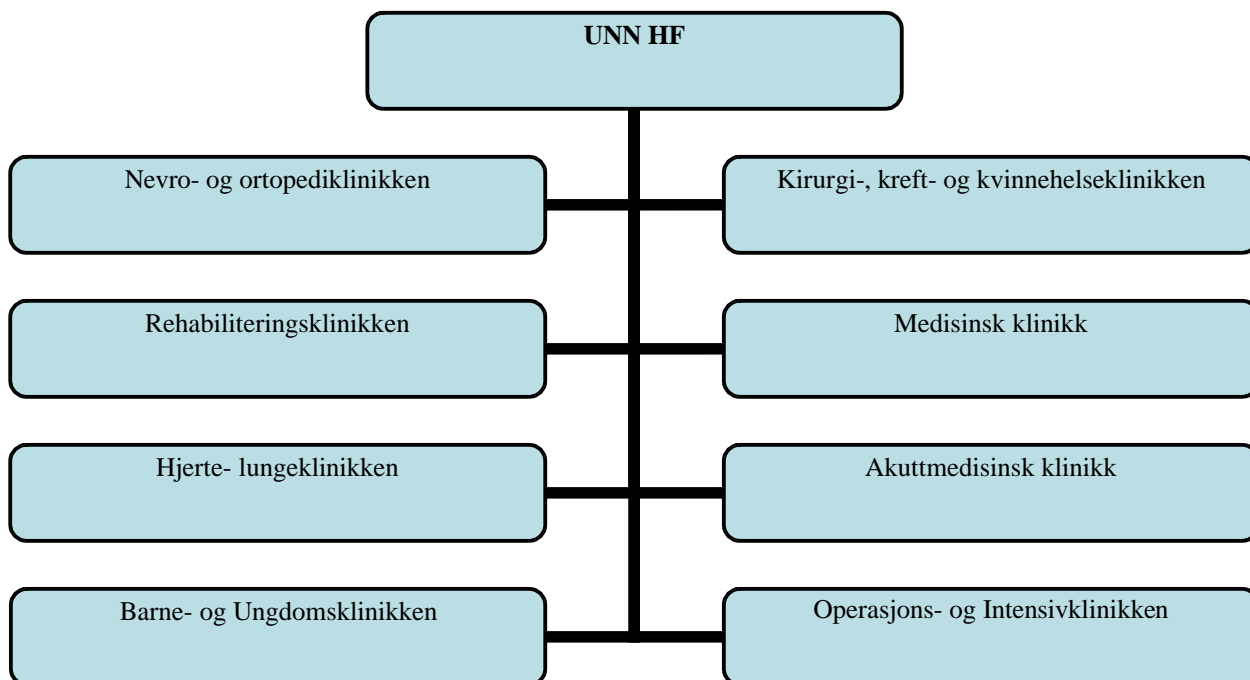 UNN HF
Nevro- og ortopediklinikken
Kirurgi-, kreft- og kvinnehelseklinikken
Rehabiliteringsklinikken
Medisinsk klinikk
Hjerte- lungeklinikken
Akuttmedisinsk klinikk
Barne- og Ungdomsklinikken
Operasjons- og Intensivklinikken